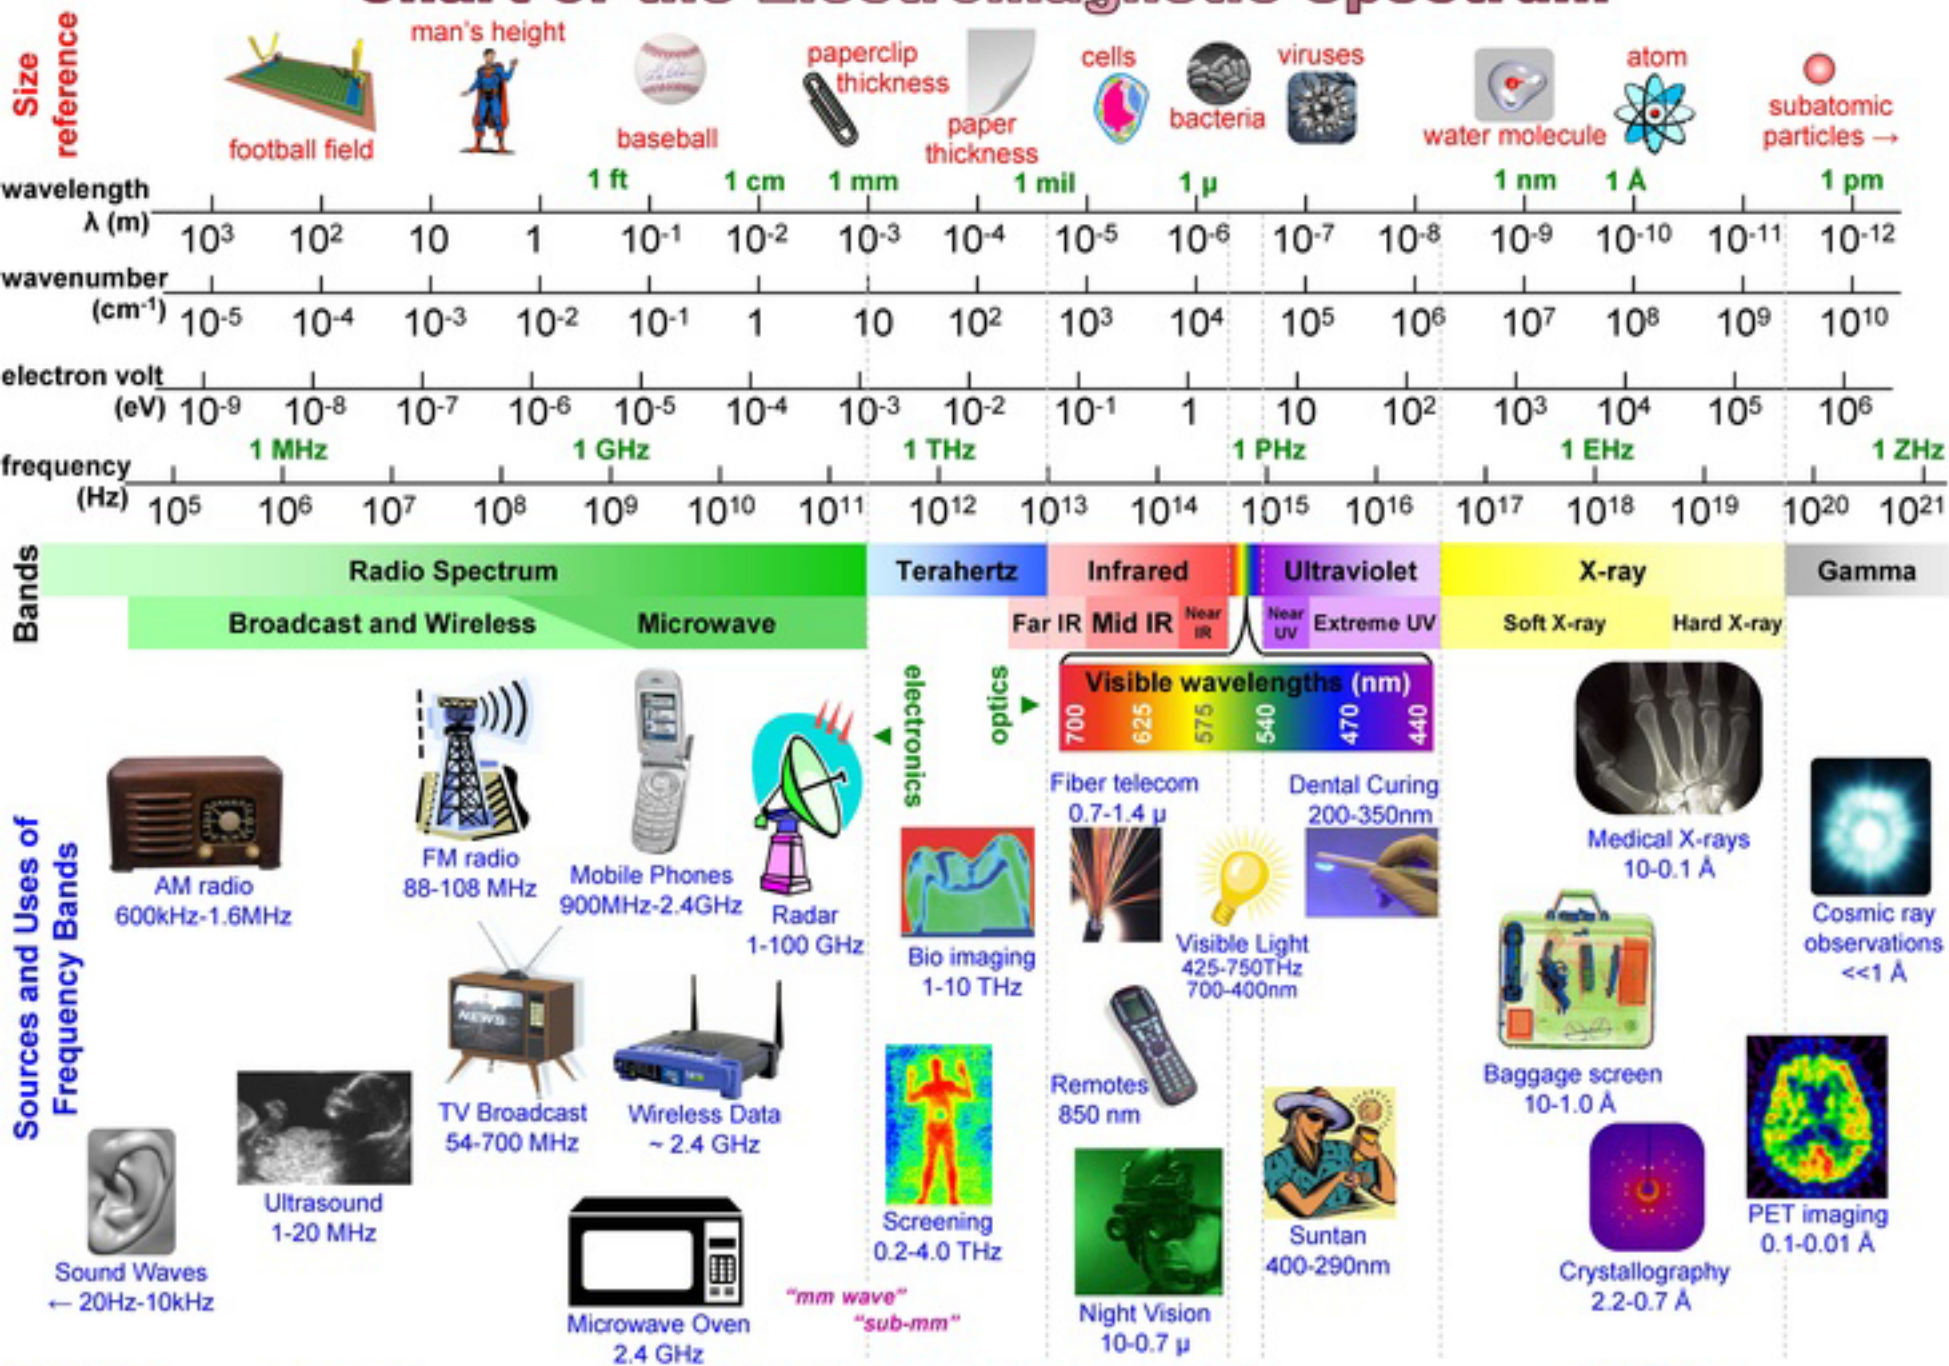 Chart of the Electromagnetic Spectrum
Size
reference
football field
man's height
baseball
paperclip
thickness
paper
thickness
cells
bacteria
viruses
water molecule
atom
subatomic
particles →
1 ft 1 cm 1 mm 1 mil 1 µ 1 nm 1 Å 1 pm
wavelength
λ (m)
10³ 10² 10 1 10⁻¹ 10⁻² 10⁻³ 10⁻⁴ 10⁻⁵ 10⁻⁶ 10⁻⁷ 10⁻⁸ 10⁻⁹ 10⁻¹⁰ 10⁻¹¹ 10⁻¹²
wavenumber
(cm⁻¹)
10⁻⁵ 10⁻⁴ 10⁻³ 10⁻² 10⁻¹ 1 10 10² 10³ 10⁴ 10⁵ 10⁶ 10⁷ 10⁸ 10⁹ 10¹⁰
electron volt
(eV)
10⁻⁹ 10⁻⁸ 10⁻⁷ 10⁻⁶ 10⁻⁵ 10⁻⁴ 10⁻³ 10⁻² 10⁻¹ 1 10 10² 10³ 10⁴ 10⁵ 10⁶
1 MHz 1 GHz 1 THz 1 PHz 1 EHz 1 ZHz
frequency
(Hz)
10⁵ 10⁶ 10⁷ 10⁸ 10⁹ 10¹⁰ 10¹¹ 10¹² 10¹³ 10¹⁴ 10¹⁵ 10¹⁶ 10¹⁷ 10¹⁸ 10¹⁹ 10²⁰ 10²¹
Bands
Radio Spectrum Terahertz Infrared Ultraviolet X-ray Gamma
Broadcast and Wireless Microwave
Far IR Mid IR
Near
IR
Near
UV
Extreme UV Soft X-ray Hard X-ray
electronics
optics
Visible wavelengths (nm)
700 625 575 540 470 440
Sources and Uses of
Frequency Bands
AM radio
600kHz-1.6MHz
FM radio
88-108 MHz
Mobile Phones
900MHz-2.4GHz
Radar
1-100 GHz
Bio imaging
1-10 THz
Fiber telecom
0.7-1.4 µ
Visible Light
425-750THz
700-400nm
Dental Curing
200-350nm
Medical X-rays
10-0.1 Å
Cosmic ray
observations
<<1 Å
NEWS
TV Broadcast
54-700 MHz
Wireless Data
~ 2.4 GHz
Remotes
850 nm
Baggage screen
10-1.0 Å
Ultrasound
1-20 MHz
Screening
0.2-4.0 THz
Suntan
400-290nm
PET imaging
0.1-0.01 Å
Sound Waves
← 20Hz-10kHz
Microwave Oven
2.4 GHz
"mm wave"
"sub-mm"
Night Vision
10-0.7 µ
Crystallography
2.2-0.7 Å